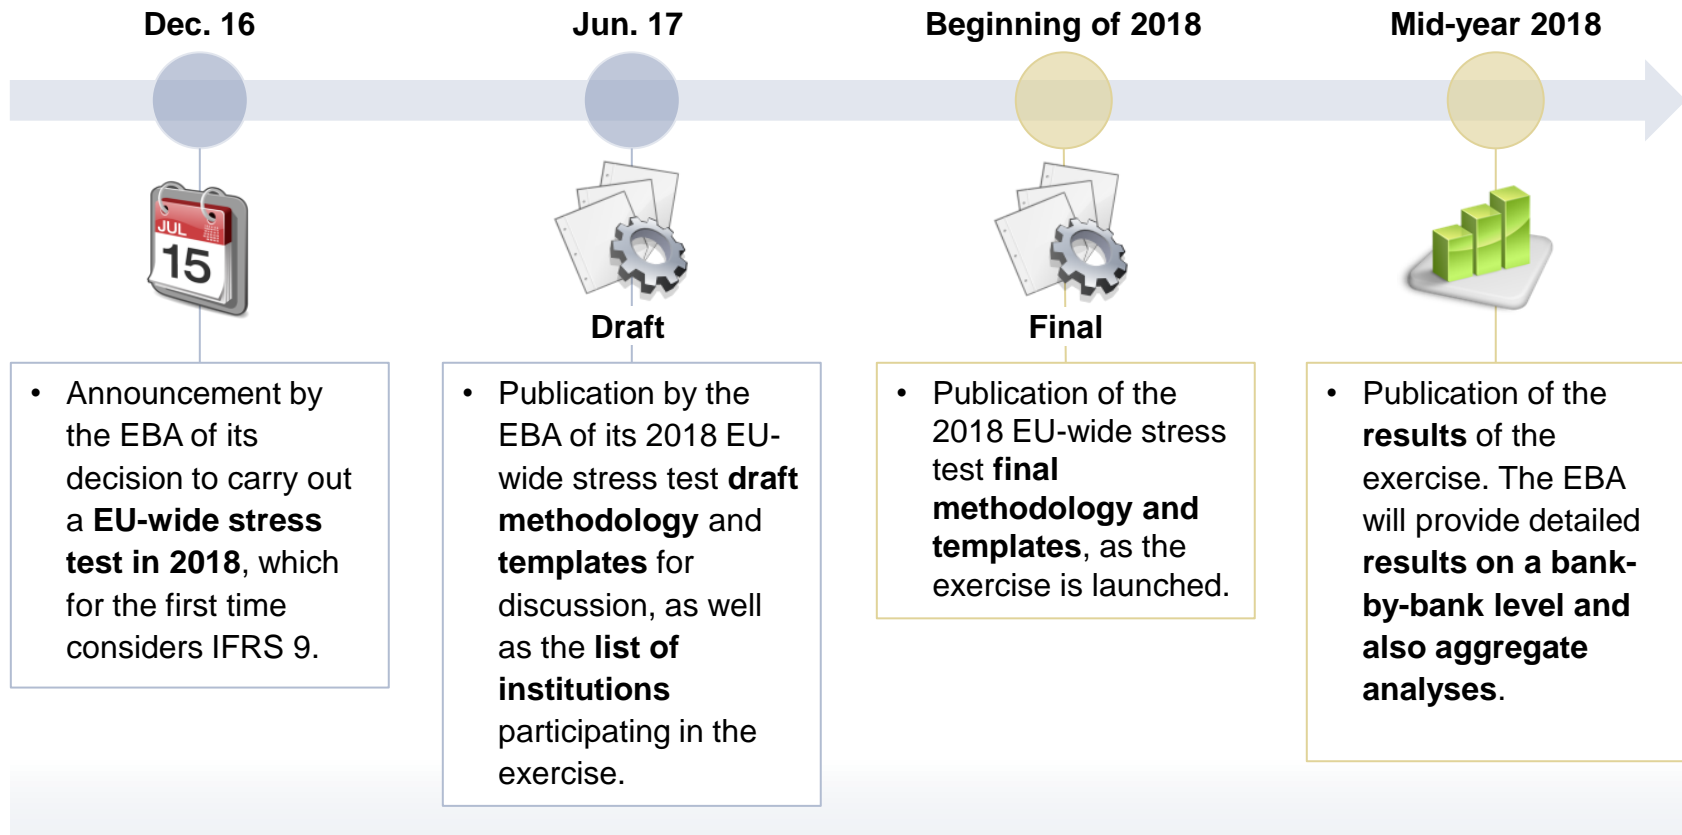 Dec. 16
Jun. 17
Beginning of 2018
Mid-year 2018
JUL
15
Draft
Final
• Announcement by
the EBA of its
decision to carry out
a EU-wide stress
test in 2018, which
for the first time
considers IFRS 9.
• Publication by the
EBA of its 2018 EU-
wide stress test draft
methodology and
templates for
discussion, as well
as the list of
institutions
participating in the
exercise.
• Publication of the
2018 EU-wide stress
test final
methodology and
templates, as the
exercise is launched.
• Publication of the
results of the
exercise. The EBA
will provide detailed
results on a bank-
by-bank level and
also aggregate
analyses.